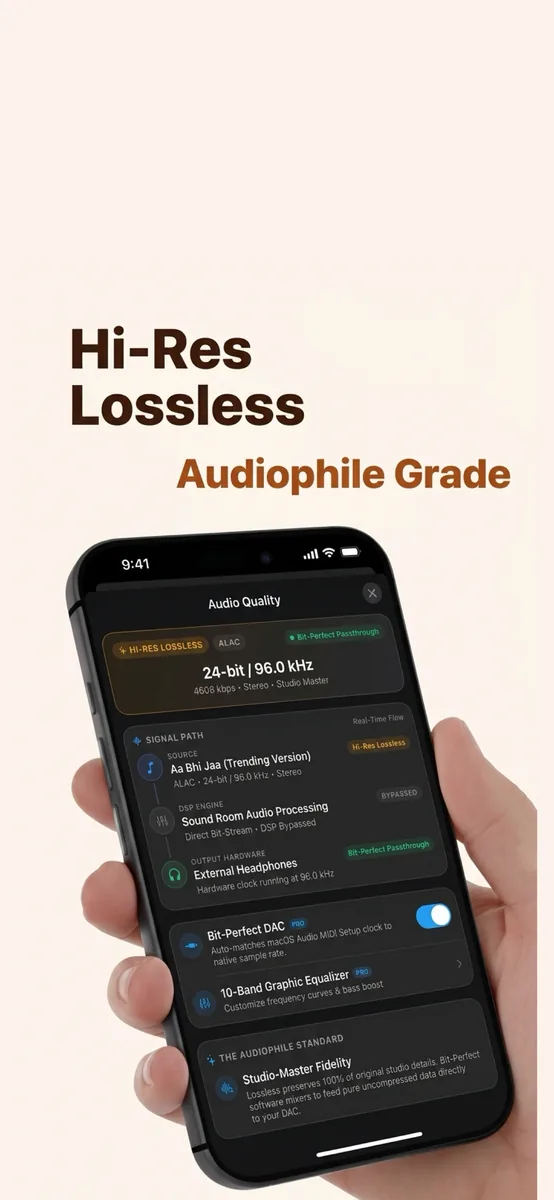 Hi-Res
Lossless
Audiophile Grade
9:41
Audio Quality
HI-RES LOSSLESS
ALAC
Bit-Perfect Passthrough
24-bit / 96.0 kHz
4608 kbps • Stereo • Studio Master
SIGNAL PATH
Real-Time Flow
SOURCE
Aa Bhi Jaa (Trending Version)
Hi-Res Lossless
ALAC • 24-bit / 96.0 kHz • Stereo
DSP ENGINE
Sound Room Audio Processing
BYPASSED
Direct Bit-Stream • DSP Bypassed
OUTPUT HARDWARE
External Headphones
Bit-Perfect Passthrough
Hardware clock running at 96.0 kHz
Bit-Perfect DAC PRO
Auto-matches macOS Audio MIDI Setup clock to
native sample rate.
10-Band Graphic Equalizer PRO
Customize frequency curves & bass boost
THE AUDIOPHILE STANDARD
Studio-Master Fidelity
Lossless preserves 100% of original studio details. Bit-Perfect
software mixers to feed pure uncompressed data directly
to your DAC.